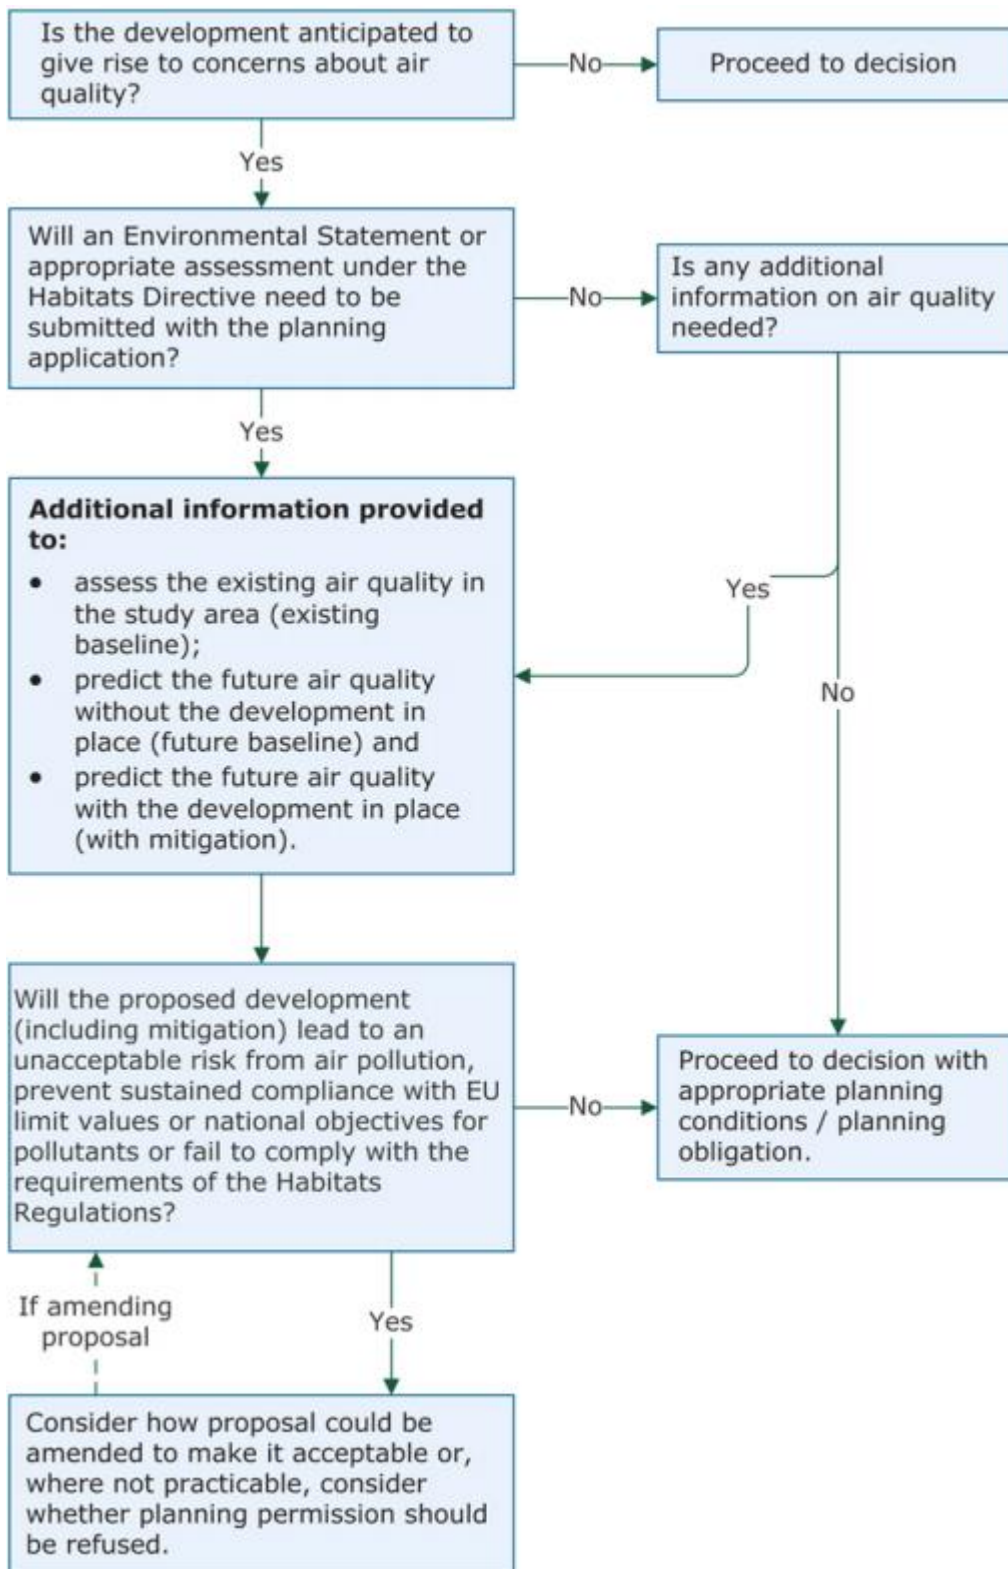 Is the development anticipated to
give rise to concerns about air
quality?
No
Proceed to decision
Yes
Will an Environmental Statement or
appropriate assessment under the
Habitats Directive need to be
submitted with the planning
application?
No
Is any additional
information on air quality
needed?
Yes
Additional information provided
to:
• assess the existing air quality in
the study area (existing
baseline);
• predict the future air quality
without the development in
place (future baseline) and
• predict the future air quality
with the development in place
(with mitigation).
Yes
No
Will the proposed development
(including mitigation) lead to an
unacceptable risk from air pollution,
prevent sustained compliance with EU
limit values or national objectives for
pollutants or fail to comply with the
requirements of the Habitats
Regulations?
No
Proceed to decision with
appropriate planning
conditions / planning
obligation.
If amending
proposal
Yes
Consider how proposal could be
amended to make it acceptable or,
where not practicable, consider
whether planning permission should
be refused.